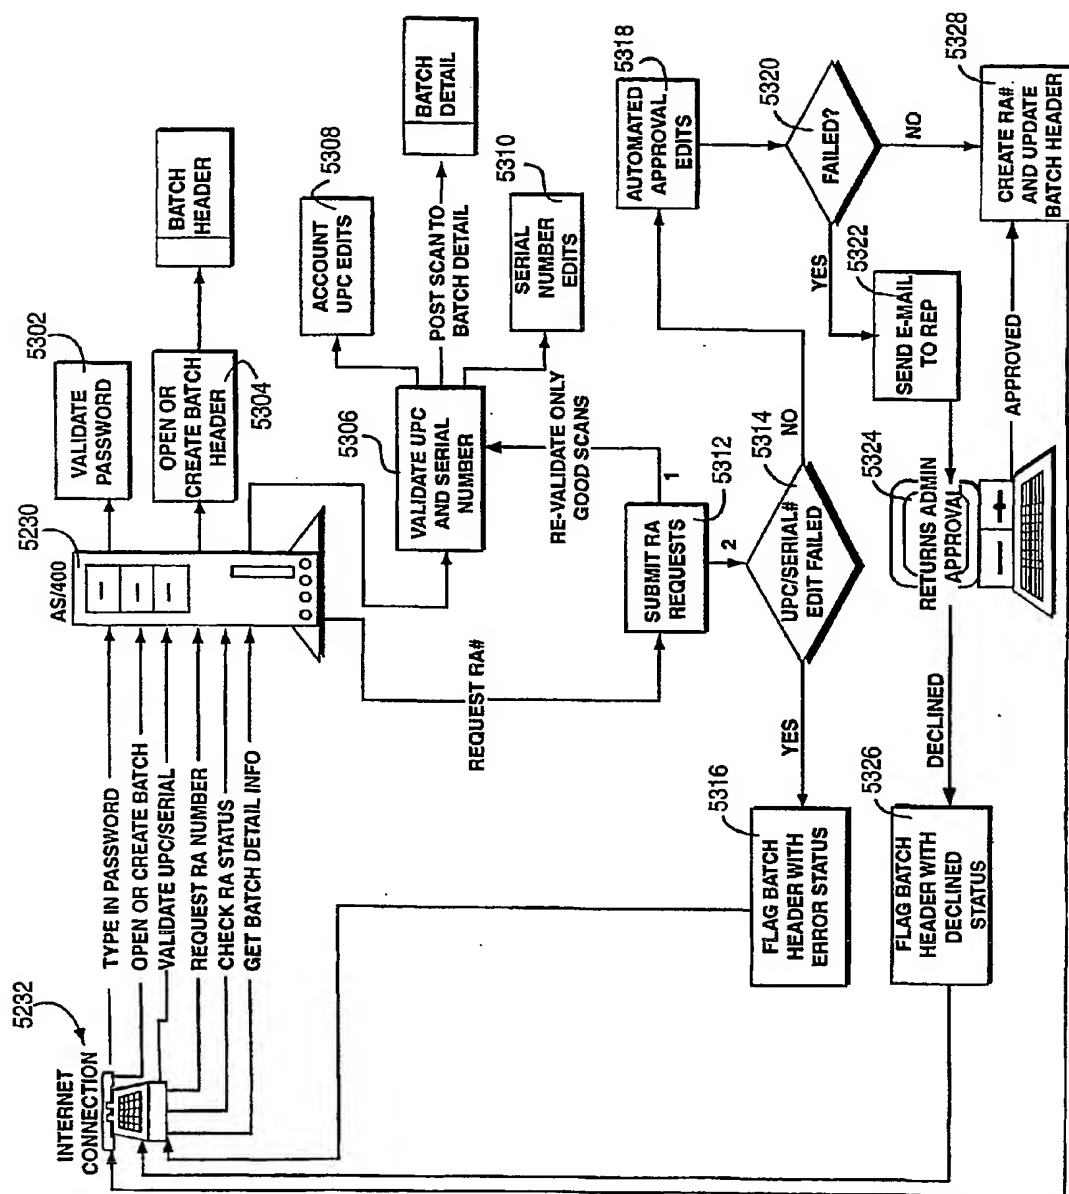 INTERNET
CONNECTION
5232
TYPE IN PASSWORD
OPEN OR CREATE BATCH
VALIDATE UPC/SERIAL
REQUEST RA NUMBER
CHECK RA STATUS
GET BATCH DETAIL INFO
AS/400
5230
VALIDATE
PASSWORD
5302
OPEN OR
CREATE BATCH
HEADER
5304
BATCH
HEADER
REQUEST RA#
5306
VALIDATE UPC
AND SERIAL
NUMBER
ACCOUNT
UPC EDITS
5308
POST SCAN TO
BATCH DETAIL
BATCH
DETAIL
SERIAL
NUMBER
EDITS
5310
RE-VALIDATE ONLY
GOOD SCANS
1
SUBMIT RA
REQUESTS
5312
2
UPC/SERIAL#
EDIT FAILED
5314
YES
NO
5316
FLAG BATCH
HEADER WITH
ERROR STATUS
AUTOMATED
APPROVAL
EDITS
5318
FAILED?
5320
YES
NO
5322
SEND E-MAIL
TO REP
5324
RETURNS ADMIN
APPROVAL
DECLINED
APPROVED
5326
FLAG BATCH
HEADER WITH
DECLINED
STATUS
CREATE RA#.
AND UPDATE
BATCH HEADER
5328